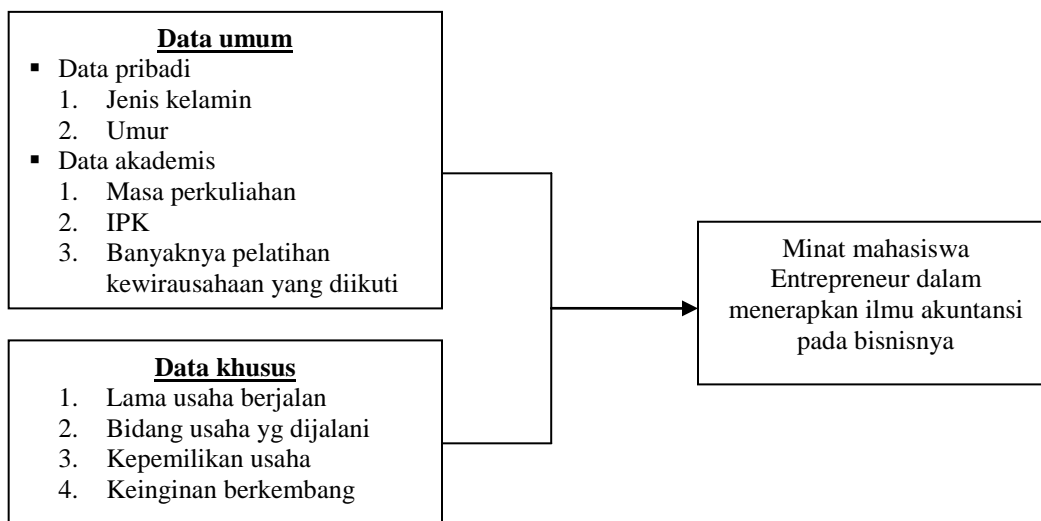 Data umum
▪ Data pribadi
1. Jenis kelamin
2. Umur
▪ Data akademis
1. Masa perkuliahan
2. IPK
3. Banyaknya pelatihan
kewirausahaan yang diikuti
Data khusus
1. Lama usaha berjalan
2. Bidang usaha yg dijalani
3. Kepemilikan usaha
4. Keinginan berkembang
Minat mahasiswa
Entrepreneur dalam
menerapkan ilmu akuntansi
pada bisnisnya